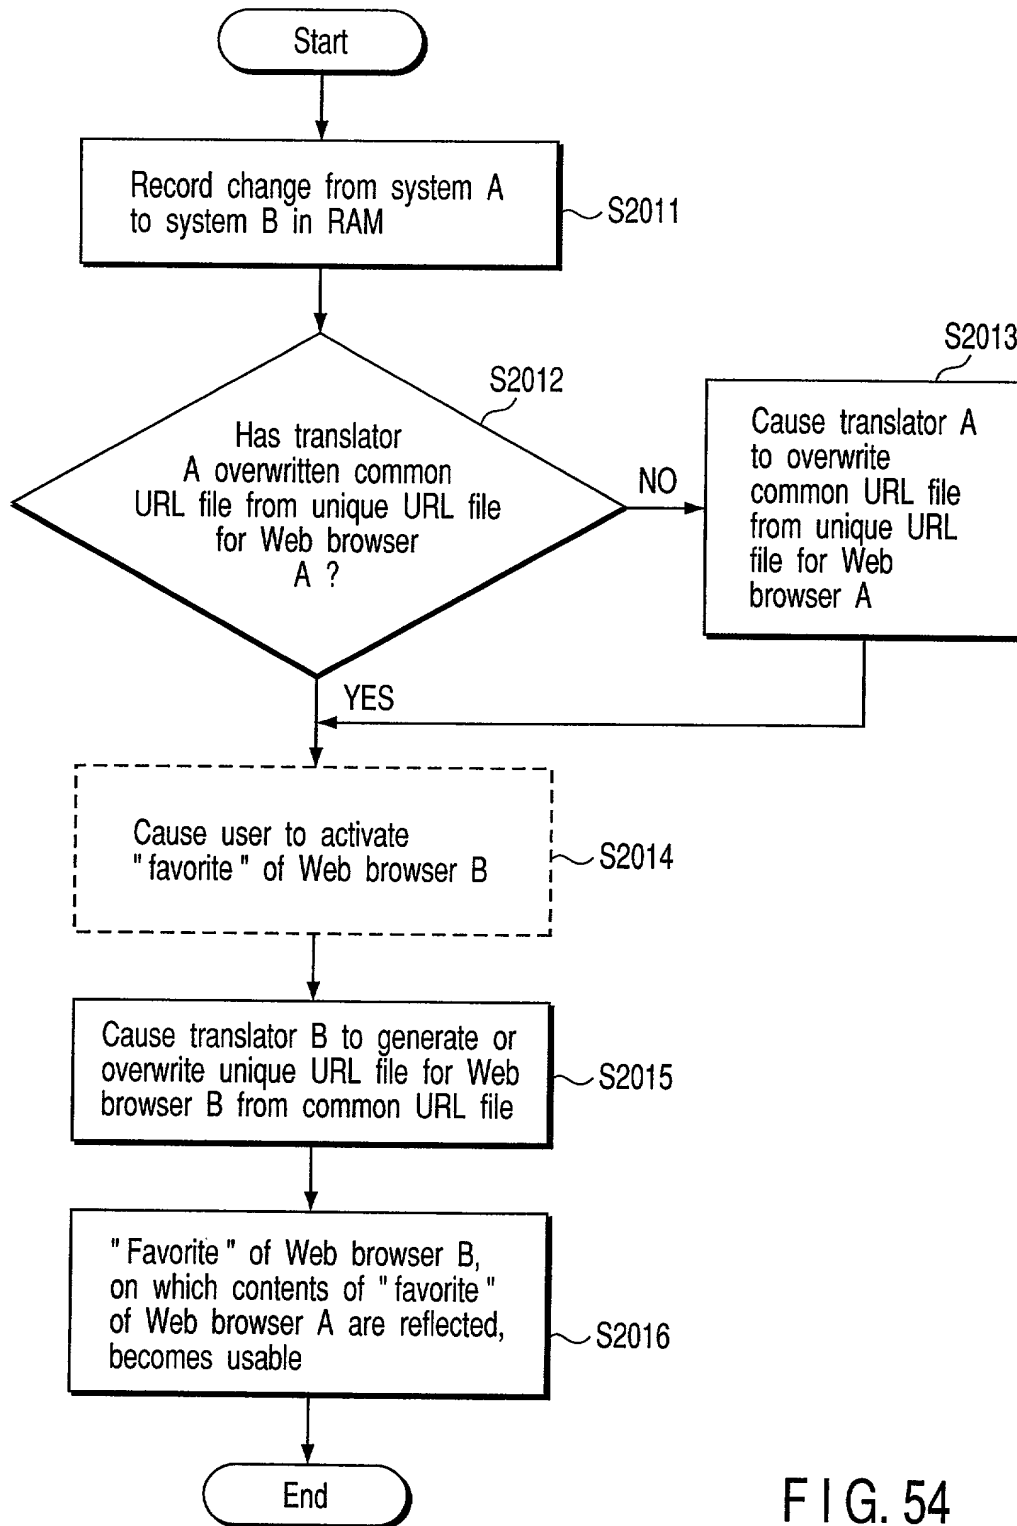 Start
Record change from system A
to system B in RAM
S2011
S2012
Has translator
A overwritten common
URL file from unique URL file
for Web browser
A ?
NO
S2013
Cause translator A
to overwrite
common URL file
from unique URL
file for Web
browser A
YES
Cause user to activate
"favorite" of Web browser B
S2014
Cause translator B to generate or
overwrite unique URL file for Web
browser B from common URL file
S2015
"Favorite" of Web browser B,
on which contents of "favorite"
of Web browser A are reflected,
becomes usable
S2016
End
FIG. 54